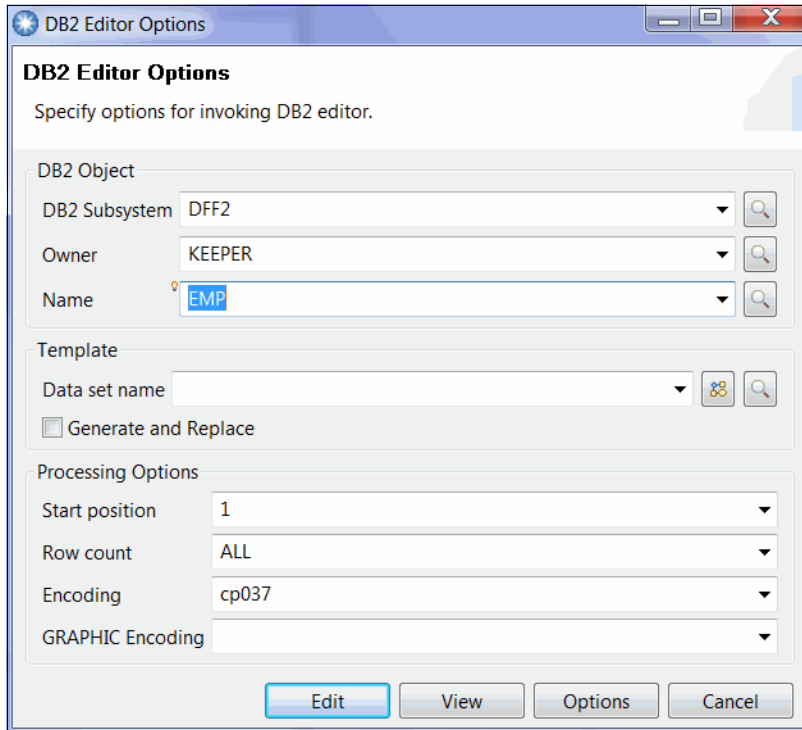 DB2 Editor Options
DB2 Editor Options
Specify options for invoking DB2 editor.
DB2 Object
DB2 Subsystem DFF2
Owner KEEPER
Name EMP
Template
Data set name
Generate and Replace
Processing Options
Start position 1
Row count ALL
Encoding cp037
GRAPHIC Encoding
Edit View Options Cancel